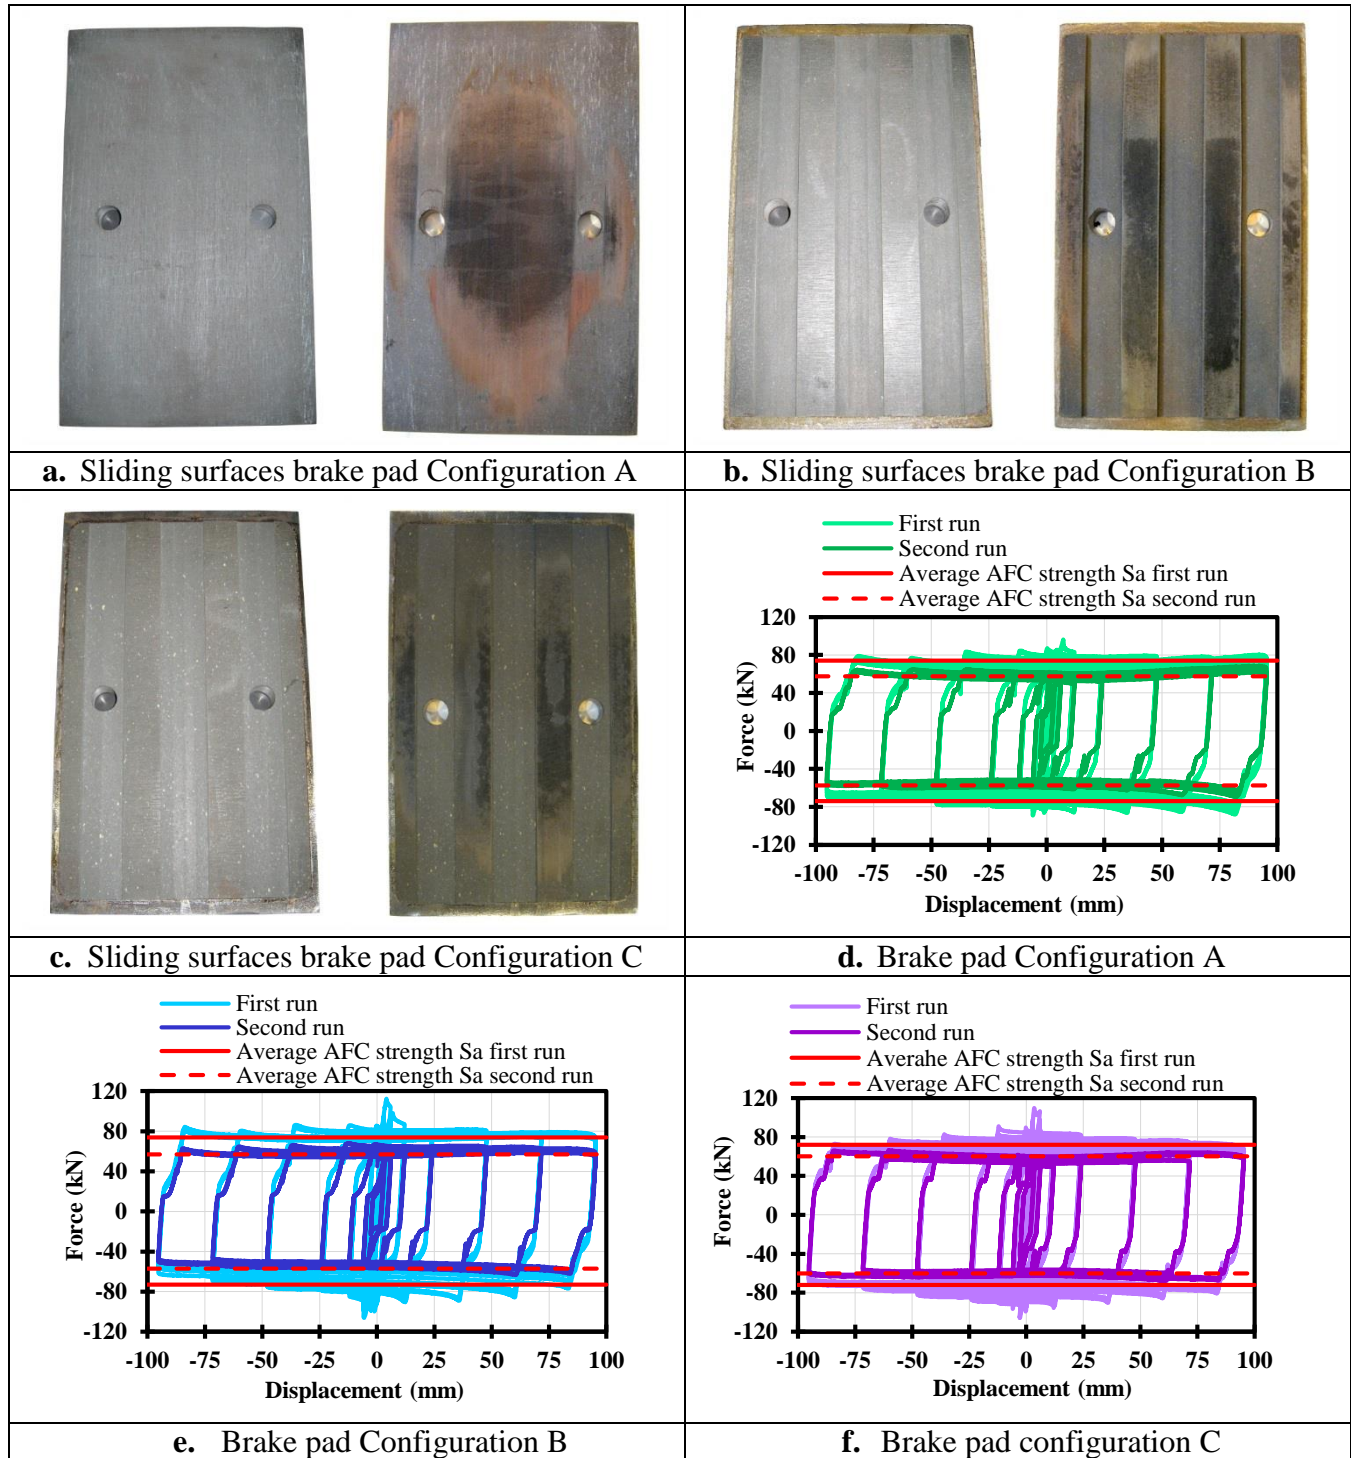 a. Sliding surfaces brake pad Configuration A
b. Sliding surfaces brake pad Configuration B
First run
Second run
Average AFC strength Sa first run
Average AFC strength Sa second run
120
80
40
0
-40
-80
-120
Force (kN)
-100 -75 -50 -25 0 25 50 75 100
Displacement (mm)
c. Sliding surfaces brake pad Configuration C
d. Brake pad Configuration A
First run
Second run
Average AFC strength Sa first run
Average AFC strength Sa second run
120
80
40
0
-40
-80
-120
Force (kN)
-100 -75 -50 -25 0 25 50 75 100
Displacement (mm)
First run
Second run
Averahe AFC strength Sa first run
Average AFC strength Sa second run
120
80
40
0
-40
-80
-120
Force (kN)
-100 -75 -50 -25 0 25 50 75 100
Displacement (mm)
e. Brake pad Configuration B
f. Brake pad configuration C